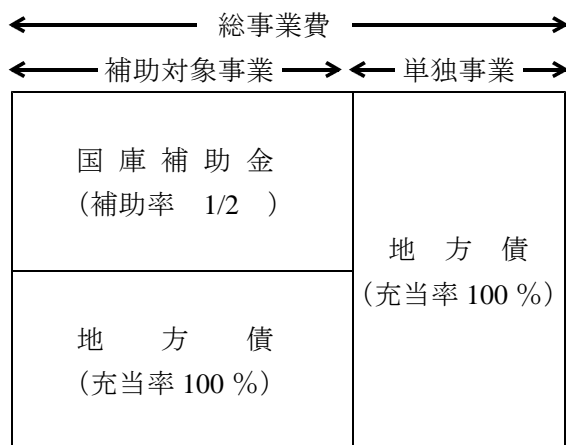 総事業費
補助対象事業 単独事業
国庫補助金
（補助率　1/2　）
地方債
（充当率 100 %）
地方債
（充当率 100 %）